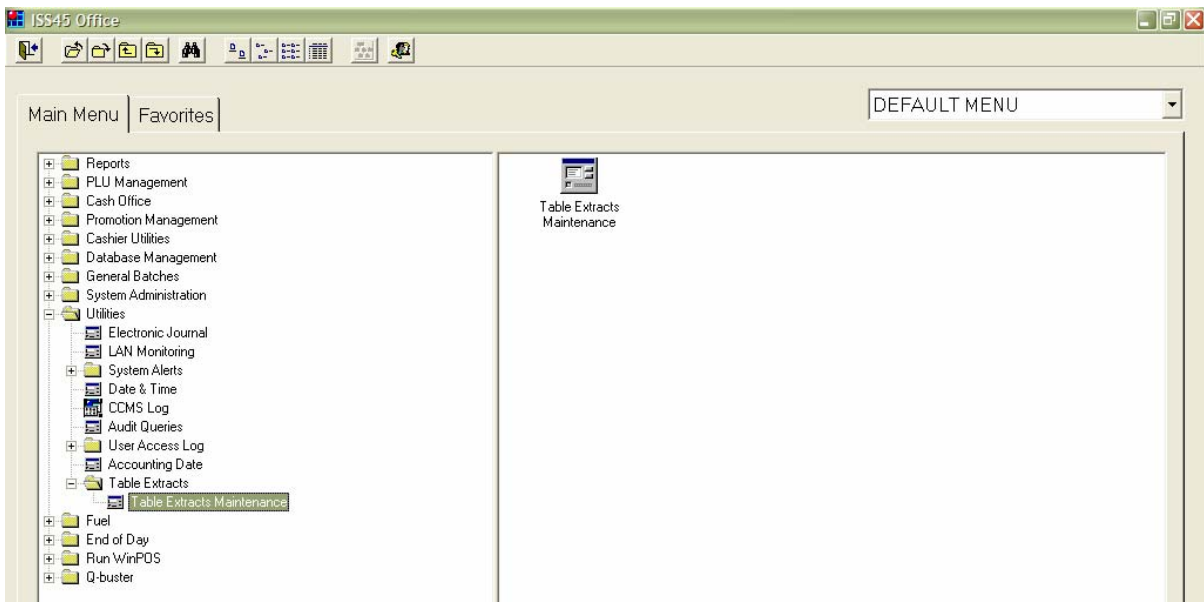 ISS45 Office
Main Menu
Favorites
DEFAULT MENU
Reports
PLU Management
Cash Office
Promotion Management
Cashier Utilities
Database Management
General Batches
System Administration
Utilities
Electronic Journal
LAN Monitoring
System Alerts
Date & Time
CCMS Log
Audit Queries
User Access Log
Accounting Date
Table Extracts
Table Extracts Maintenance
Fuel
End of Day
Run WinPOS
Q-buster
Table Extracts
Maintenance